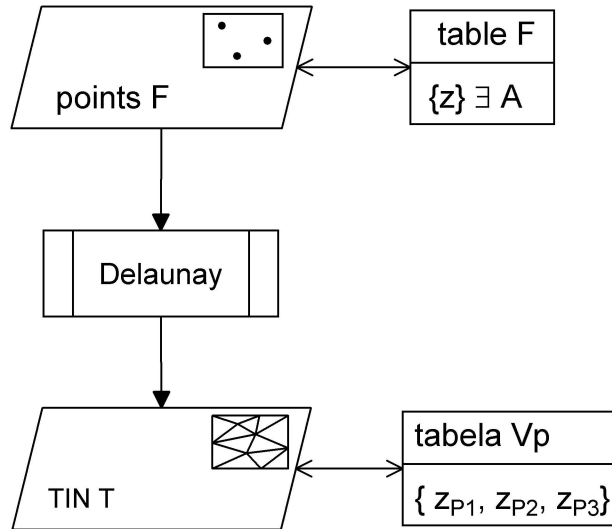 points F
table F
{z} ∃ A
Delaunay
TIN T
tabela Vp
{ zP1, zP2, zP3}